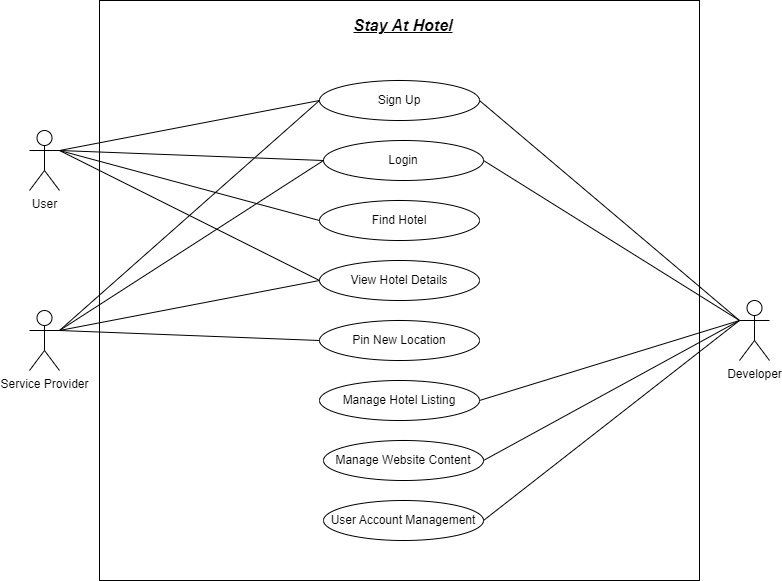 Stay At Hotel
Sign Up
Login
User
Find Hotel
View Hotel Details
Pin New Location
Service Provider
Developer
Manage Hotel Listing
Manage Website Content
User Account Management